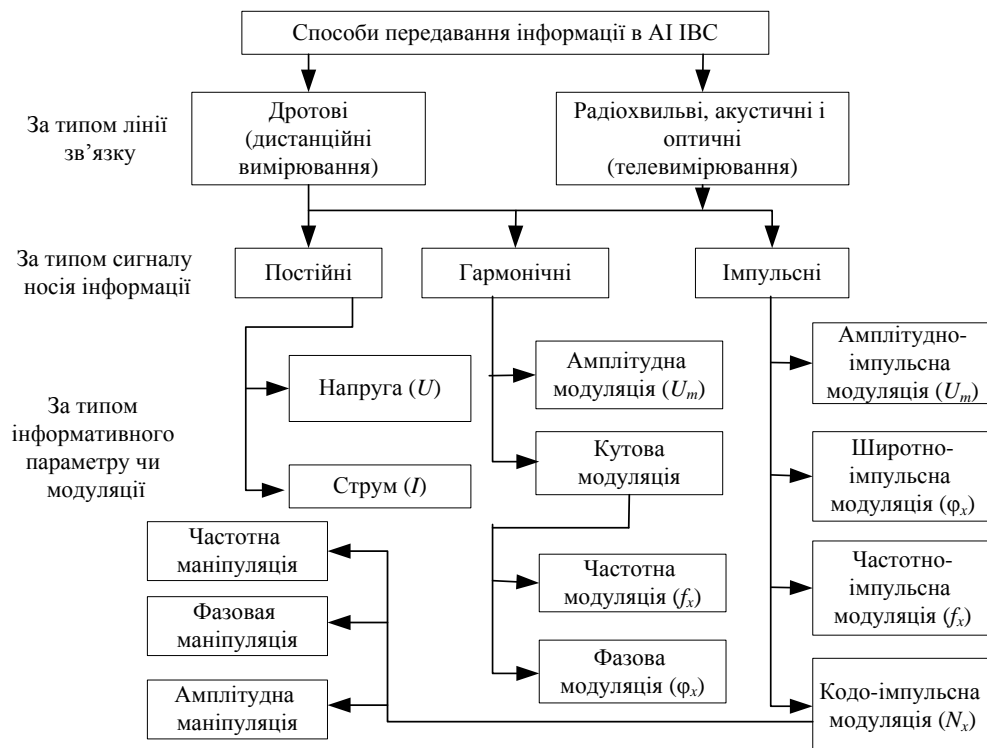 Способи передавання інформації в АІ ІВС
За типом лінії
зв’язку
Дротові
(дистанційні
вимірювання)
Радіохвильві, акустичні і
оптичні
(телевимірювання)
За типом сигналу
носія інформації
Постійні
Гармонічні
Імпульсні
За типом
інформативного
параметру чи
модуляції
Напруга (U)
Струм (I)
Амплітудна
модуляція (Uₘ)
Кутова
модуляція
Частотна
модуляція (fₓ)
Фазова
модуляція (φₓ)
Амплітудно-
імпульсна
модуляція (Uₘ)
Широтно-
імпульсна
модуляція (φₓ)
Частотно-
імпульсна
модуляція (fₓ)
Кодо-імпульсна
модуляція (Nₓ)
Частотна
маніпуляція
Фазовая
маніпуляція
Амплітудна
маніпуляція